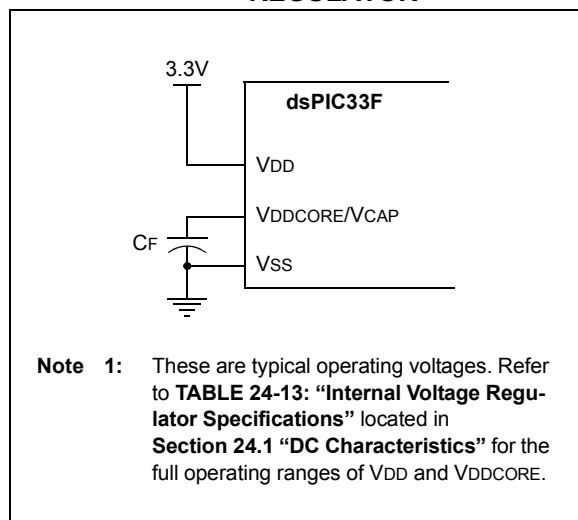 3.3V
dsPIC33F
VDD
VDDCORE/VCAP
CF
VSS
Note 1: These are typical operating voltages. Refer
to TABLE 24-13: “Internal Voltage Regu-
lator Specifications” located in
Section 24.1 “DC Characteristics” for the
full operating ranges of VDD and VDDCORE.